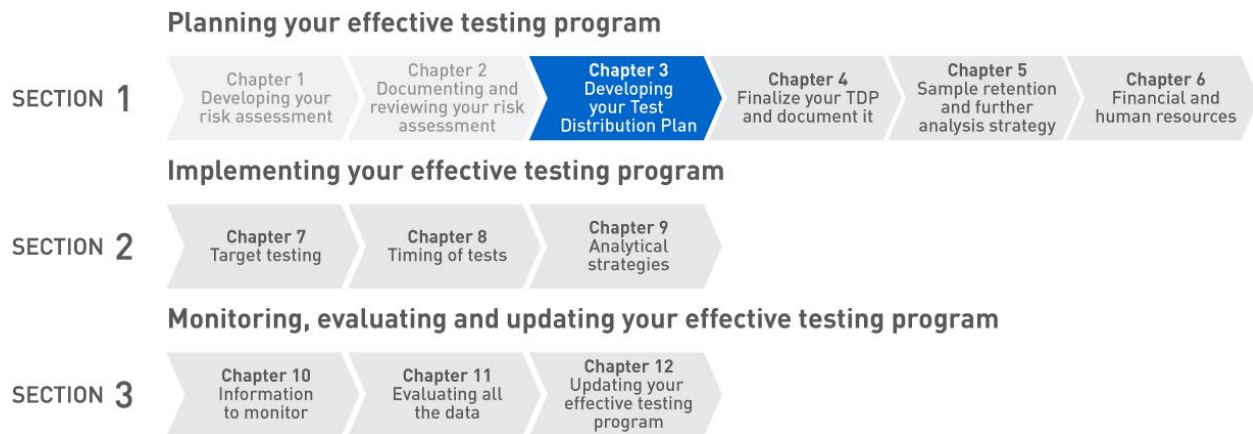 Planning your effective testing program
SECTION 1
Chapter 1
Developing your
risk assessment
Chapter 2
Documenting and
reviewing your risk
assessment
Chapter 3
Developing
your Test
Distribution Plan
Chapter 4
Finalize your TDP
and document it
Chapter 5
Sample retention
and further
analysis strategy
Chapter 6
Financial and
human resources
Implementing your effective testing program
SECTION 2
Chapter 7
Target testing
Chapter 8
Timing of tests
Chapter 9
Analytical
strategies
Monitoring, evaluating and updating your effective testing program
SECTION 3
Chapter 10
Information
to monitor
Chapter 11
Evaluating all
the data
Chapter 12
Updating your
effective testing
program